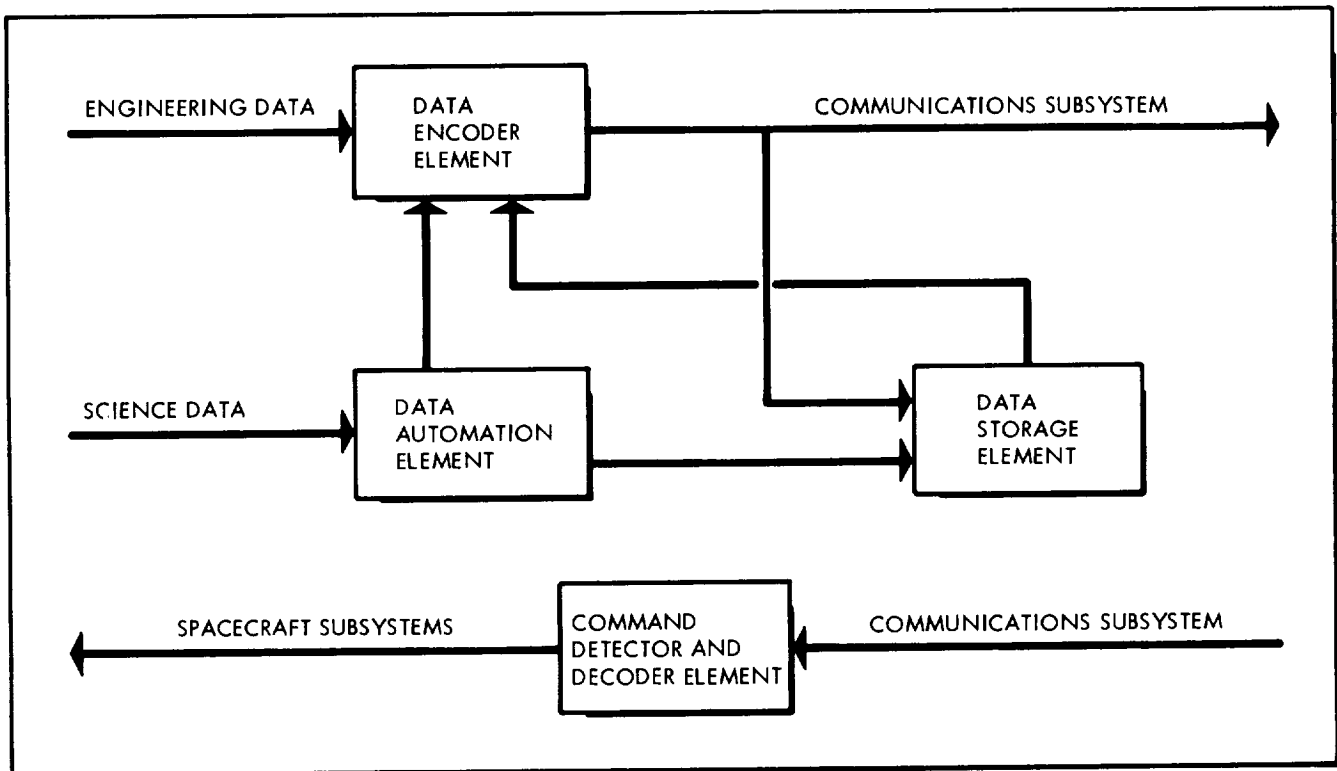 ENGINEERING DATA
DATA
ENCODER
ELEMENT
COMMUNICATIONS SUBSYSTEM
SCIENCE DATA
DATA
AUTOMATION
ELEMENT
DATA
STORAGE
ELEMENT
SPACECRAFT SUBSYSTEMS
COMMAND
DETECTOR AND
DECODER ELEMENT
COMMUNICATIONS SUBSYSTEM